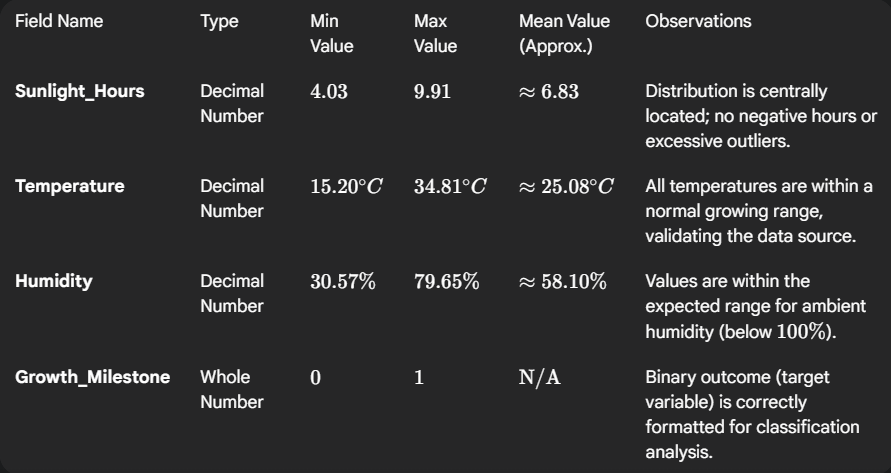 Field Name Type Min Value Max Value Mean Value (Approx.) Observations
Sunlight_Hours Decimal Number 4.03 9.91 ≈ 6.83 Distribution is centrally located; no negative hours or excessive outliers.
Temperature Decimal Number 15.20°C 34.81°C ≈ 25.08°C All temperatures are within a normal growing range, validating the data source.
Humidity Decimal Number 30.57% 79.65% ≈ 58.10% Values are within the expected range for ambient humidity (below 100%).
Growth_Milestone Whole Number 0 1 N/A Binary outcome (target variable) is correctly formatted for classification analysis.